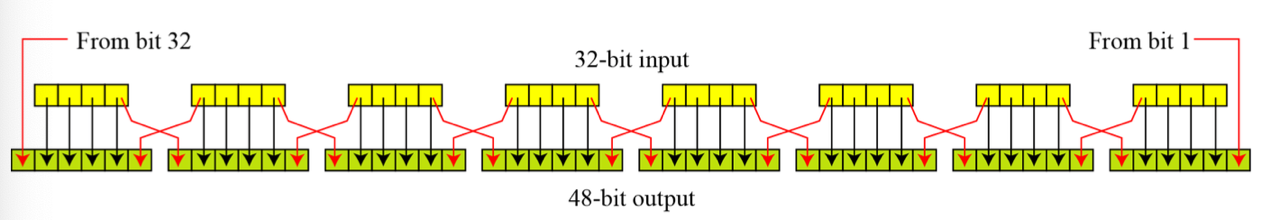 From bit 32
From bit 1
32-bit input
48-bit output